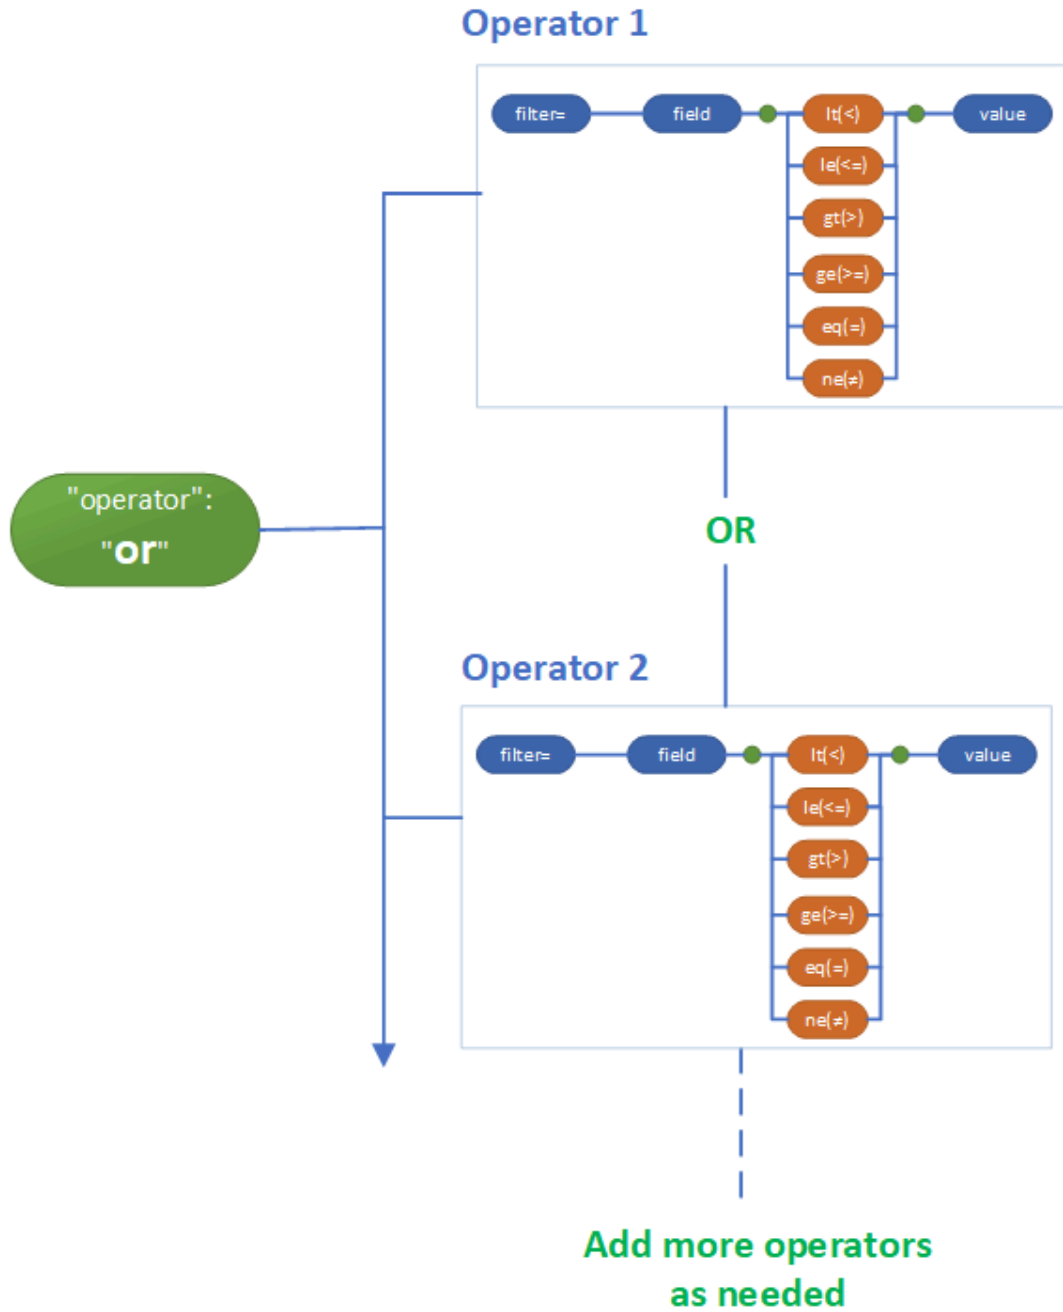 Operator 1
filter= field lt(<) value
le(<=)
gt(>)
ge(>=)
eq(=)
ne(≠)
"operator":
"or"
OR
Operator 2
filter= field lt(<) value
le(<=)
gt(>)
ge(>=)
eq(=)
ne(≠)
Add more operators
as needed